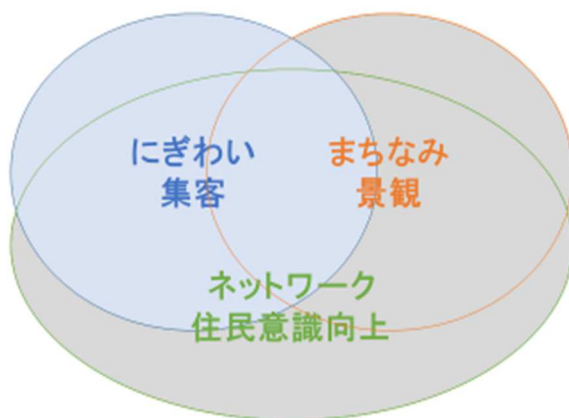 にぎわい
集客
まちなみ
景観
ネットワーク
住民意識向上